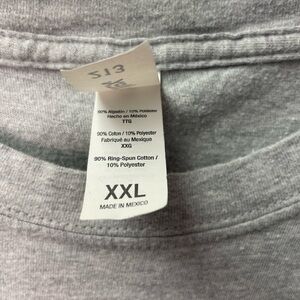 513
90% Algodón / 10% Poliéster
Hecho en México
TTG
90% Coton / 10% Polyester
Fabriqué au Mexique
XXG
90% Ring-Spun Cotton /
10% Polyester
XXL
MADE IN MEXICO